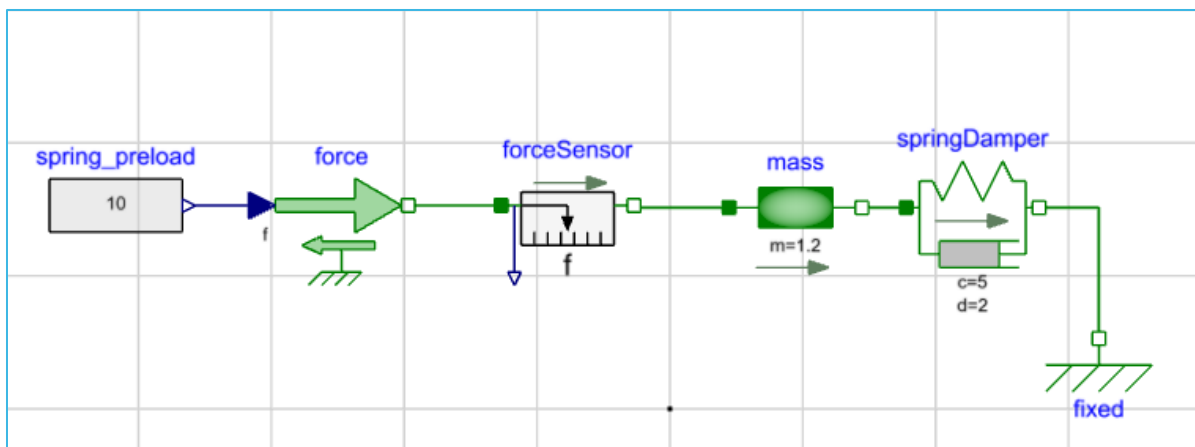 spring_preload
10
force
f
forceSensor
f
mass
m=1.2
springDamper
c=5
d=2
fixed